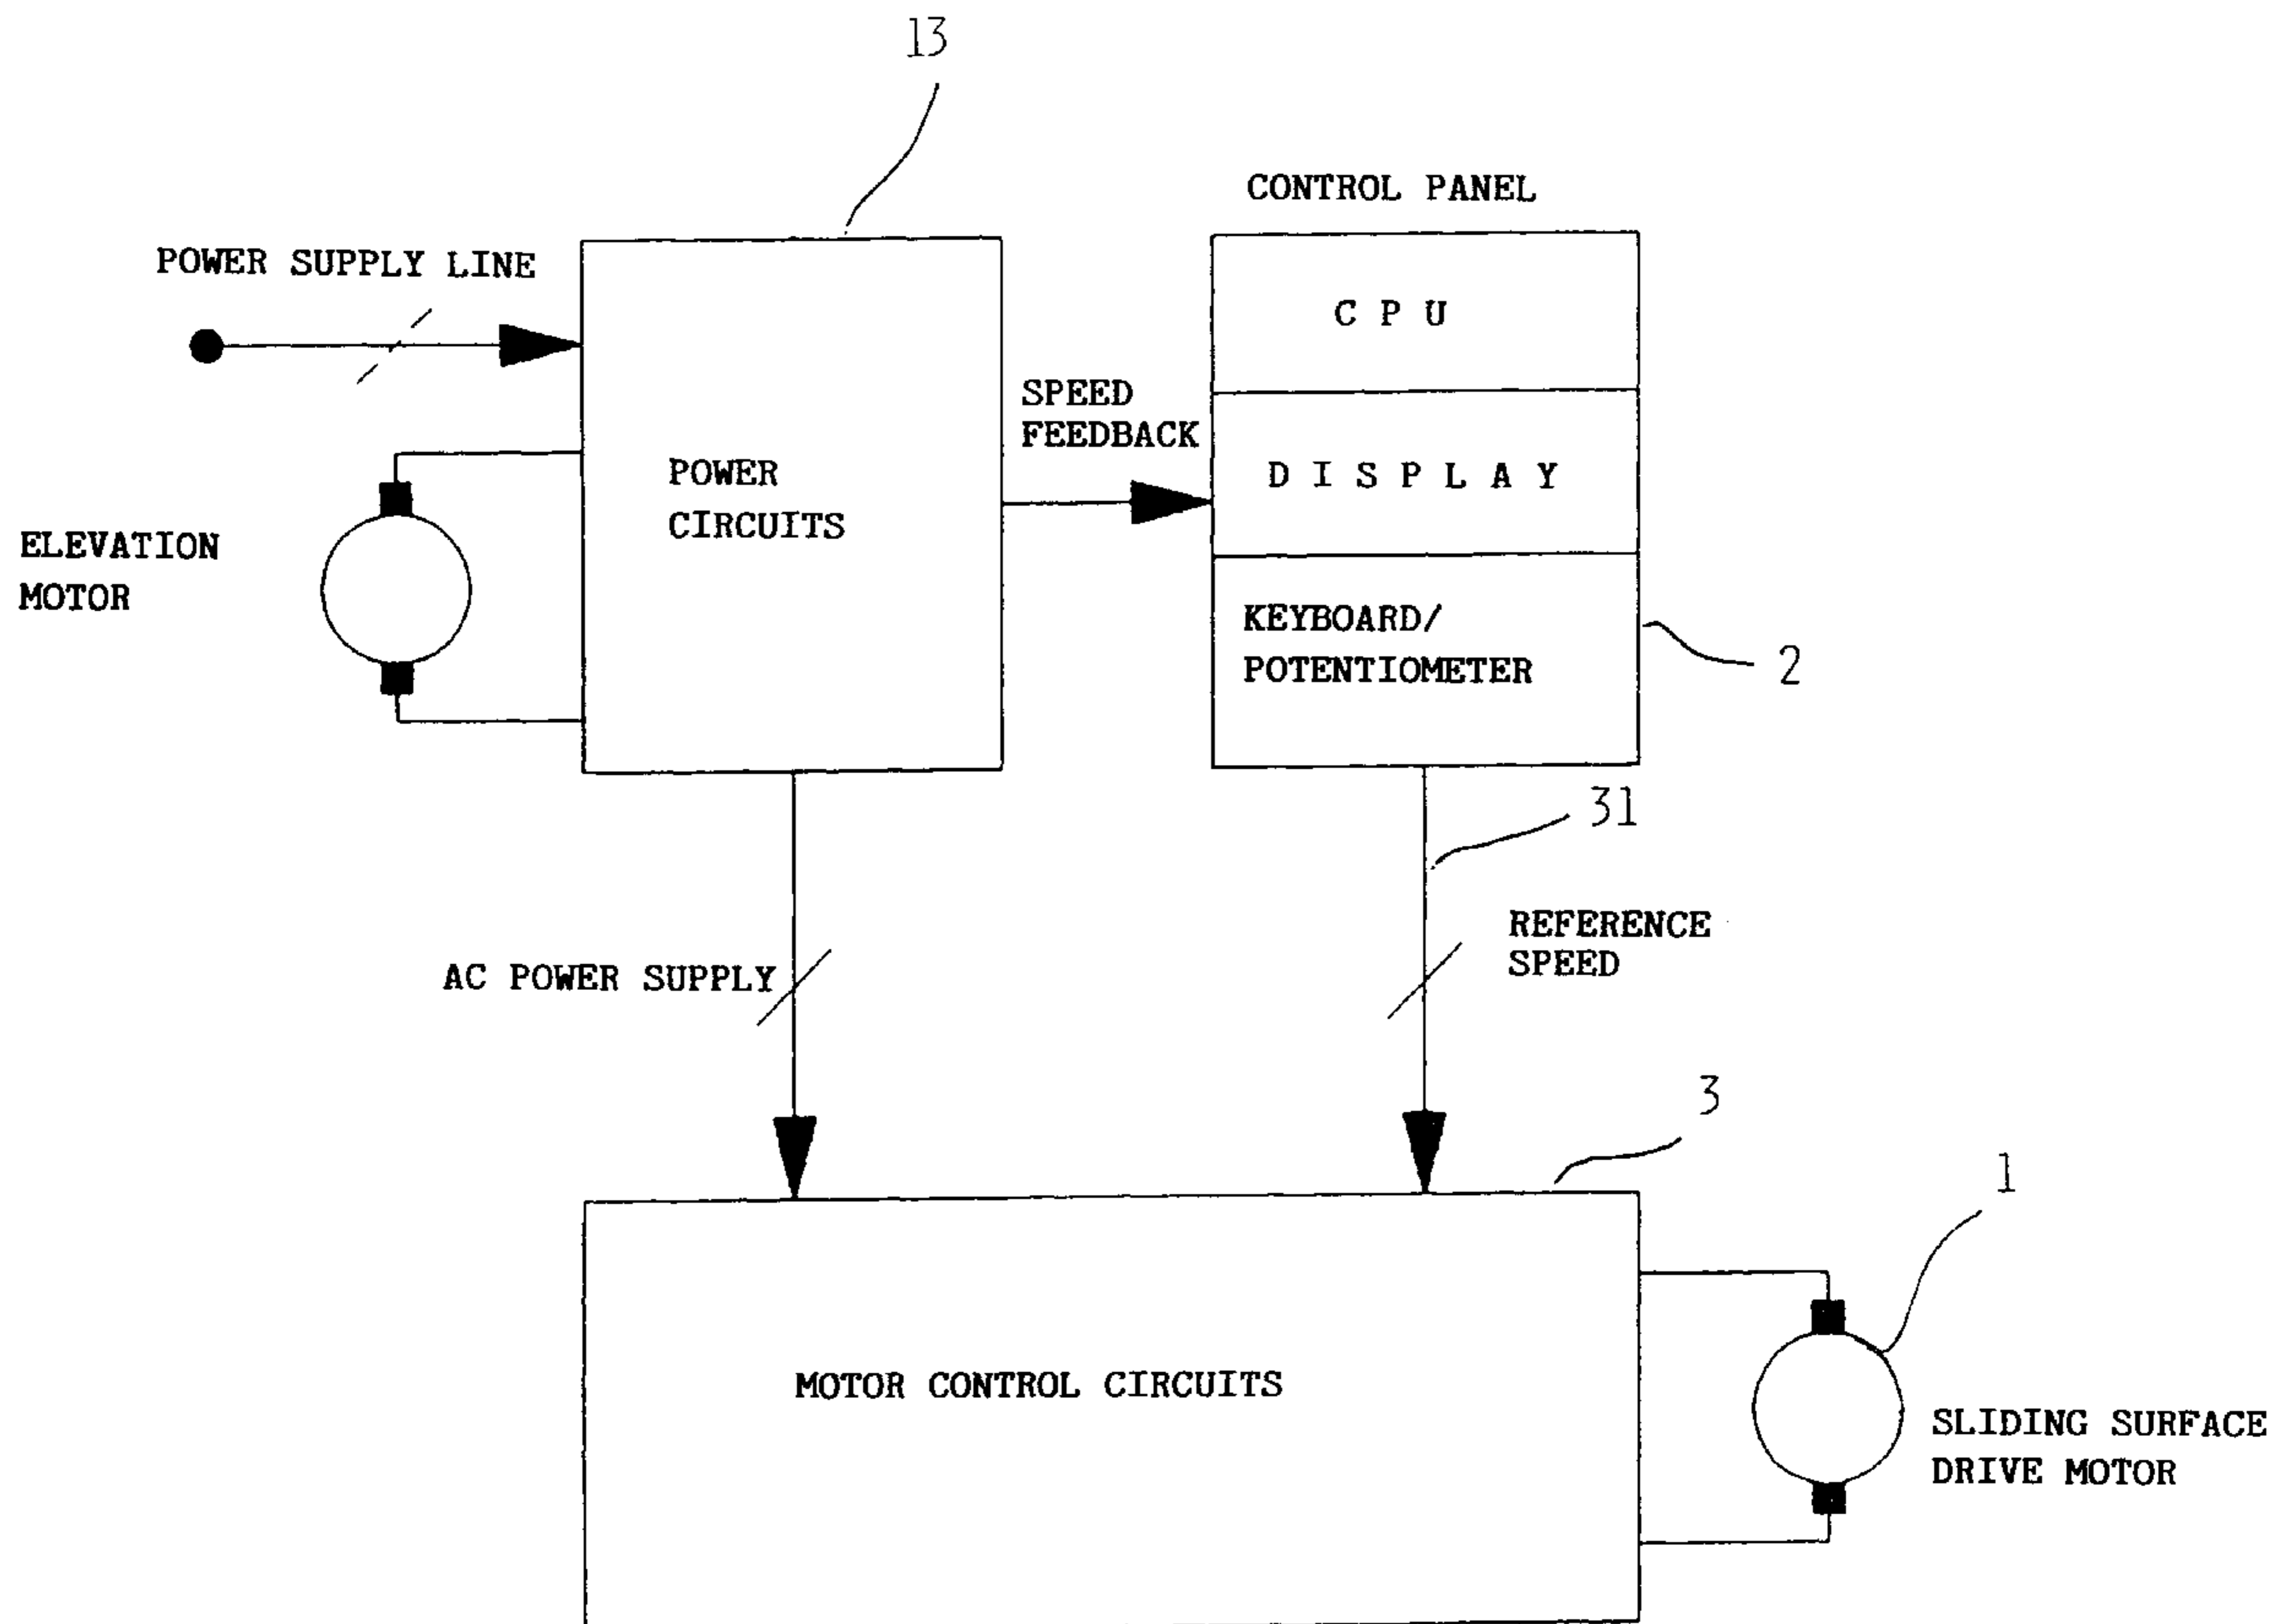 13
CONTROL PANEL
POWER SUPPLY LINE
C P U
SPEED
FEEDBACK
D I S P L A Y
POWER
CIRCUITS
ELEVATION
MOTOR
KEYBOARD/
POTENTIOMETER
2
31
REFERENCE
SPEED
AC POWER SUPPLY
3
1
MOTOR CONTROL CIRCUITS
SLIDING SURFACE
DRIVE MOTOR